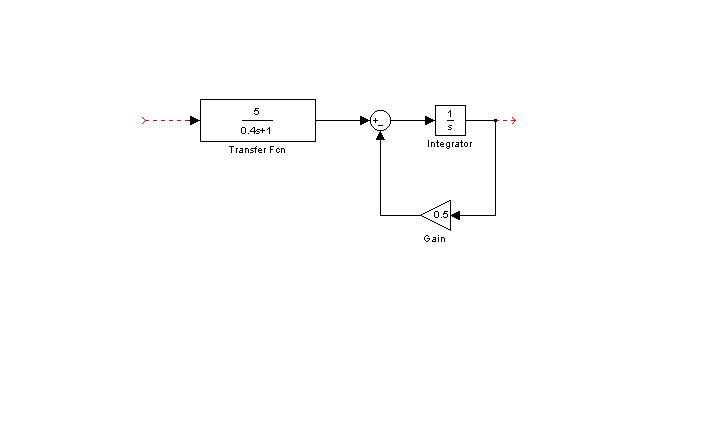 5
0.4s+1
Transfer Fcn
+
−
1
s
Integrator
0.5
Gain